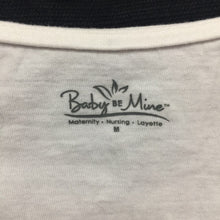 Baby BE Mine™
Maternity • Nursing • Layette
M